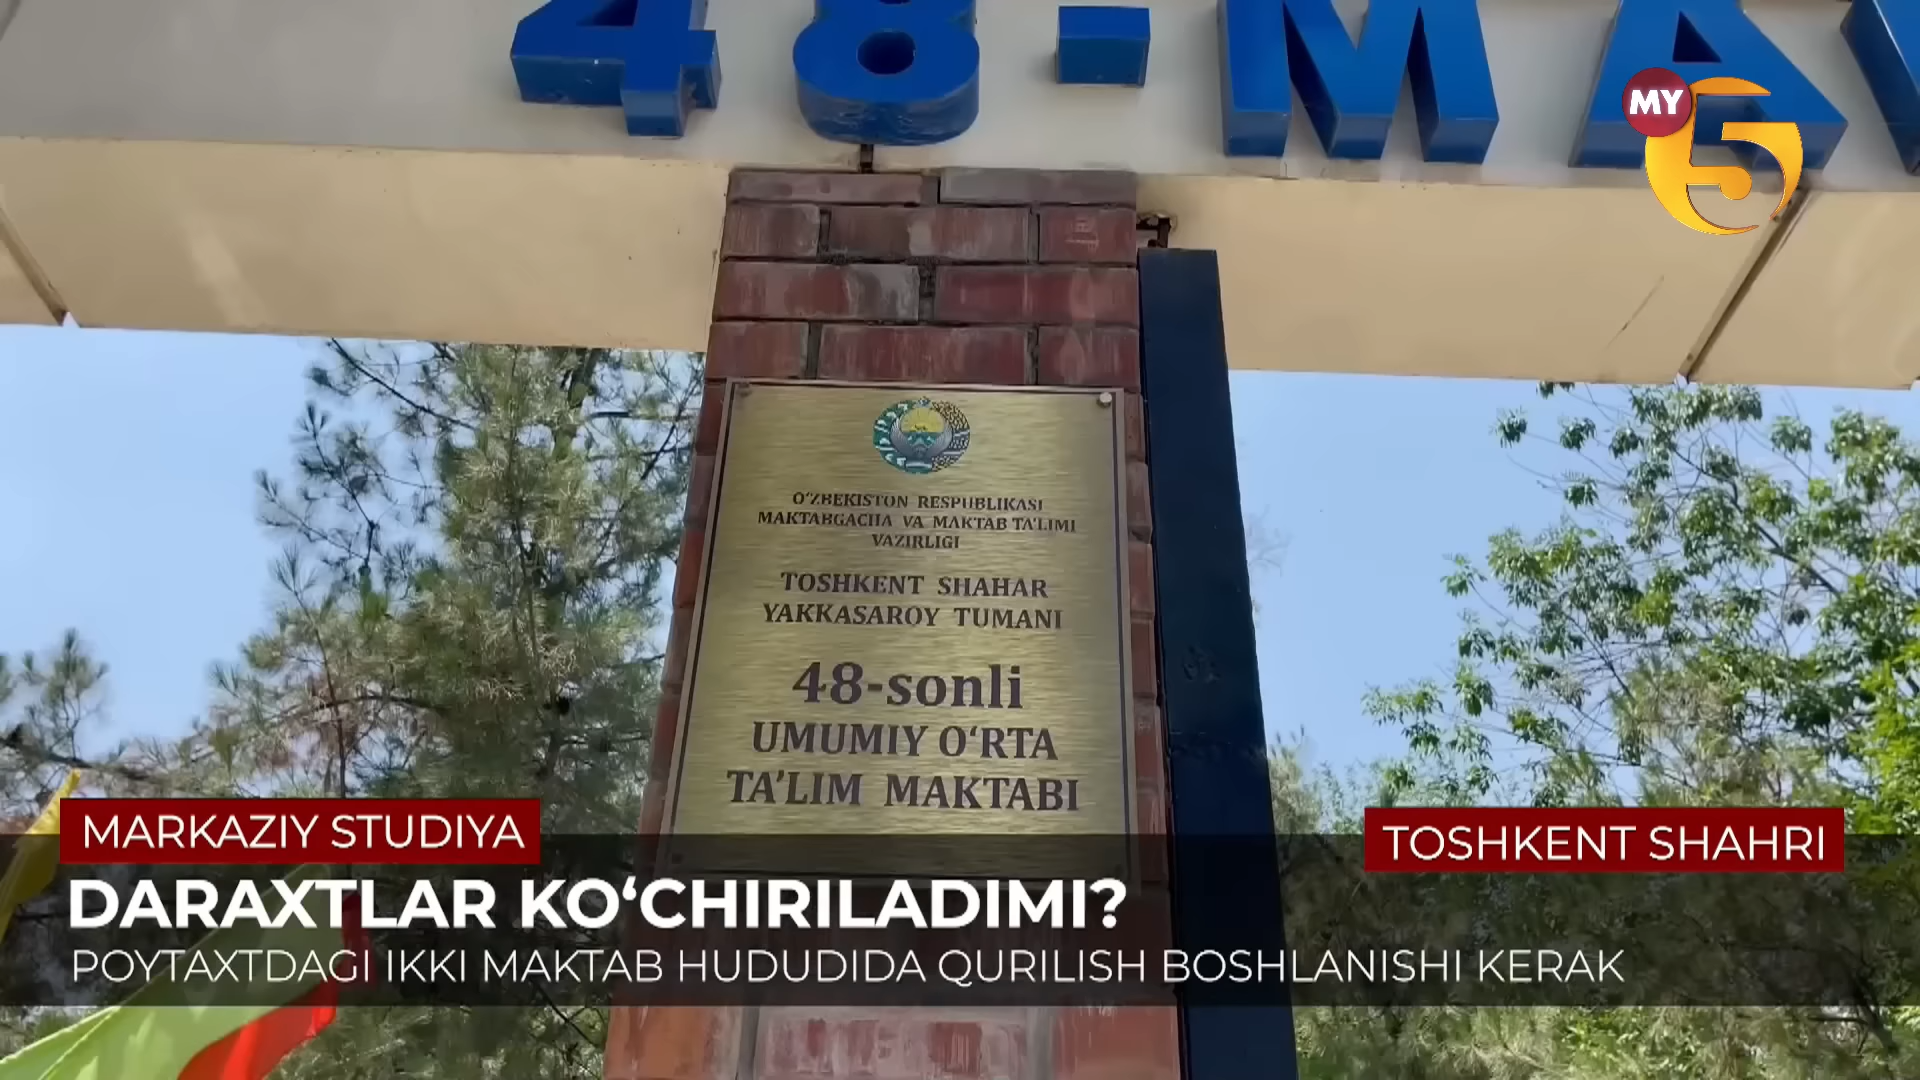 48-MA
MY
5
O‘ZBEKISTON RESPUBLIKASI
MAKTABGACHA VA MAKTAB TA’LIMI
VAZIRLIGI
TOSHKENT SHAHAR
YAKKASAROY TUMANI
48-sonli
UMUMIY O‘RTA
TA’LIM MAKTABI
MARKAZIY STUDIYA
TOSHKENT SHAHRI
DARAXTLAR KO‘CHIRILADIMI?
POYTAXTDAGI IKKI MAKTAB HUDUDIDA QURILISH BOSHLANISHI KERAK